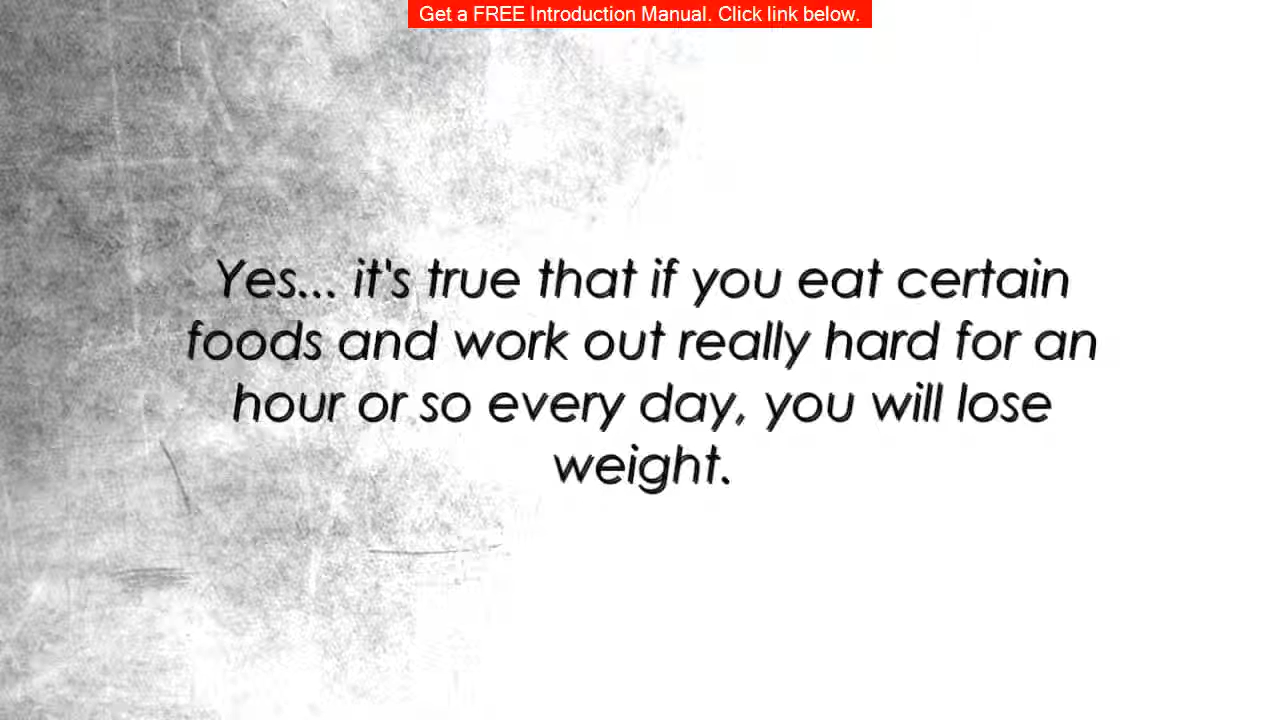 Get a FREE Introduction Manual. Click link below.
Yes... it's true that if you eat certain
foods and work out really hard for an
hour or so every day, you will lose
weight.